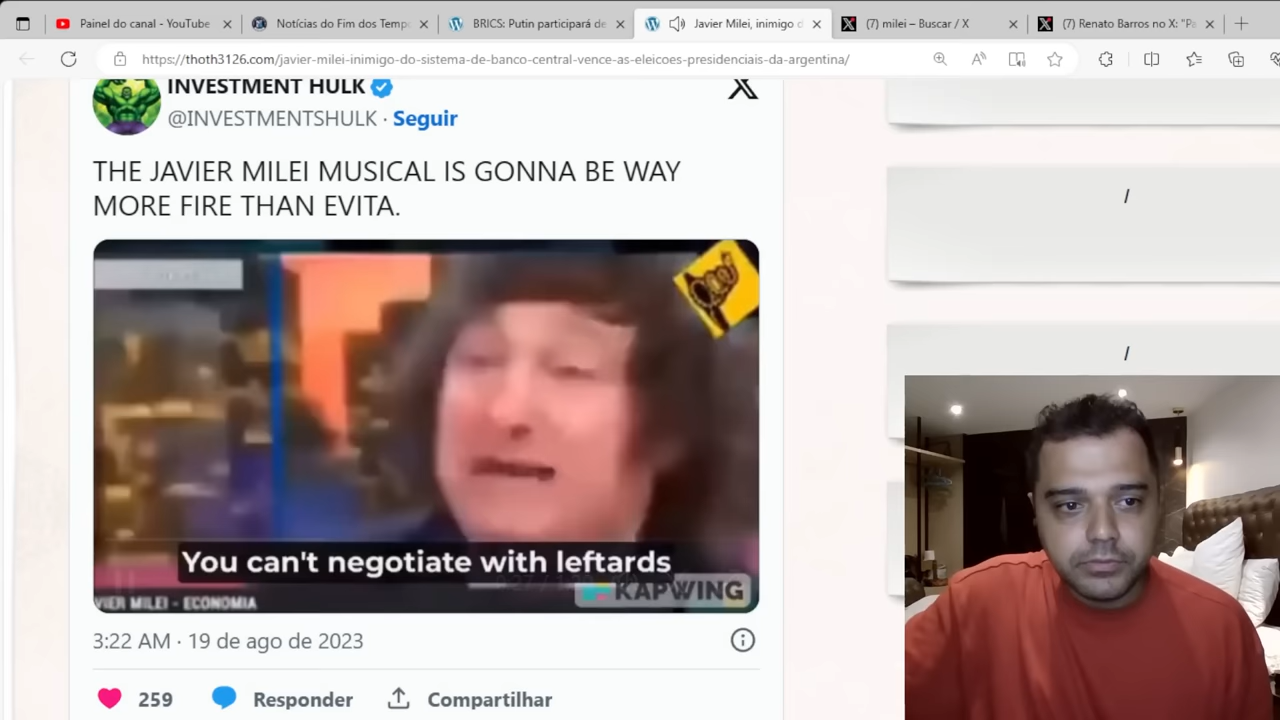 Painel do canal - YouTube
Notícias do Fim dos Temp
BRICS: Putin participará de
Javier Milei, inimigo d
(7) milei – Buscar / X
(7) Renato Barros no X: "Pa
https://thoth3126.com/javier-milei-inimigo-do-sistema-de-banco-central-vence-as-eleicoes-presidenciais-da-argentina/
INVESTMENT HULK
@INVESTMENTSHULK · Seguir
THE JAVIER MILEI MUSICAL IS GONNA BE WAY
MORE FIRE THAN EVITA.
You can't negotiate with leftards
KAPWING
VIER MILEI - ECONOMIA
3:22 AM · 19 de ago de 2023
259
Responder
Compartilhar
/
/